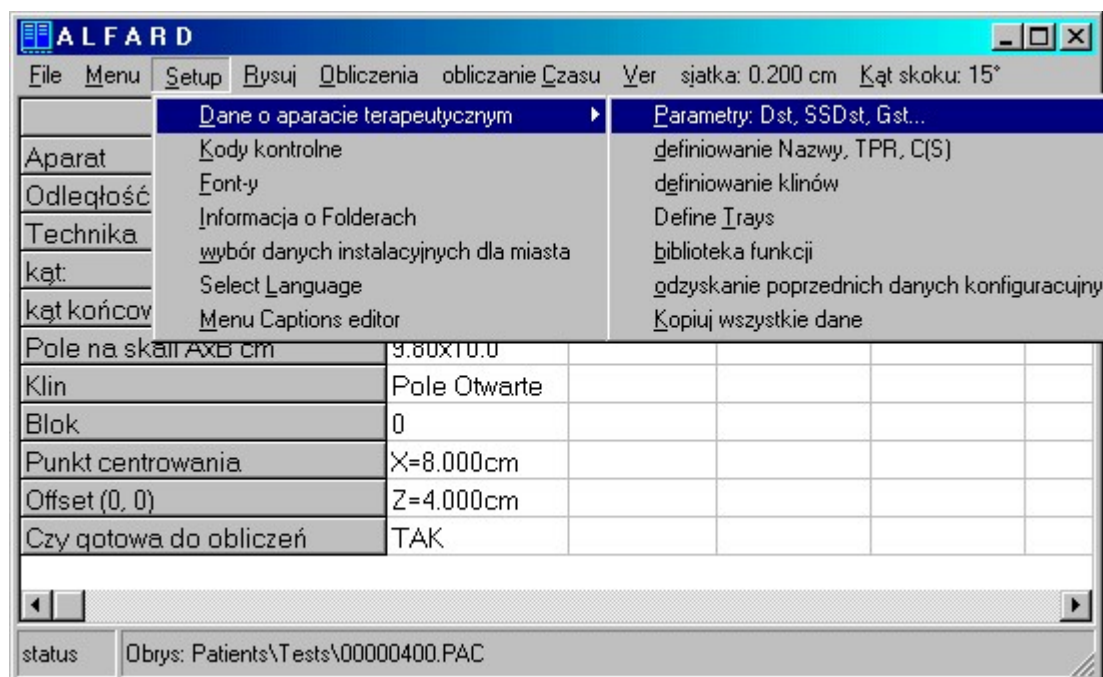 ALFARD
File Menu Setup Rysuj Obliczenia obliczanie Czasu Ver siatka: 0.200 cm Kąt skoku: 15°
Dane o aparacie terapeutycznym
Kody kontrolne
Font-y
Informacja o Folderach
wybór danych instalacyjnych dla miasta
Select Language
Menu Captions editor
Parametry: Dst, SSDst, Gst...
definiowanie Nazwy, TPR, C(S)
definiowanie klinów
Define Trays
biblioteka funkcji
odzyskanie poprzednich danych konfiguracujny
Kopiuj wszystkie dane
Aparat
Odległość
Technika
kąt:
kąt końcow
Pole na skali AxB cm 9.80x10.0
Klin Pole Otwarte
Blok 0
Punkt centrowania X=8.000cm
Offset (0, 0) Z=4.000cm
Czy gotowa do obliczeń TAK
status Obrys: Patients\Tests\00000400.PAC